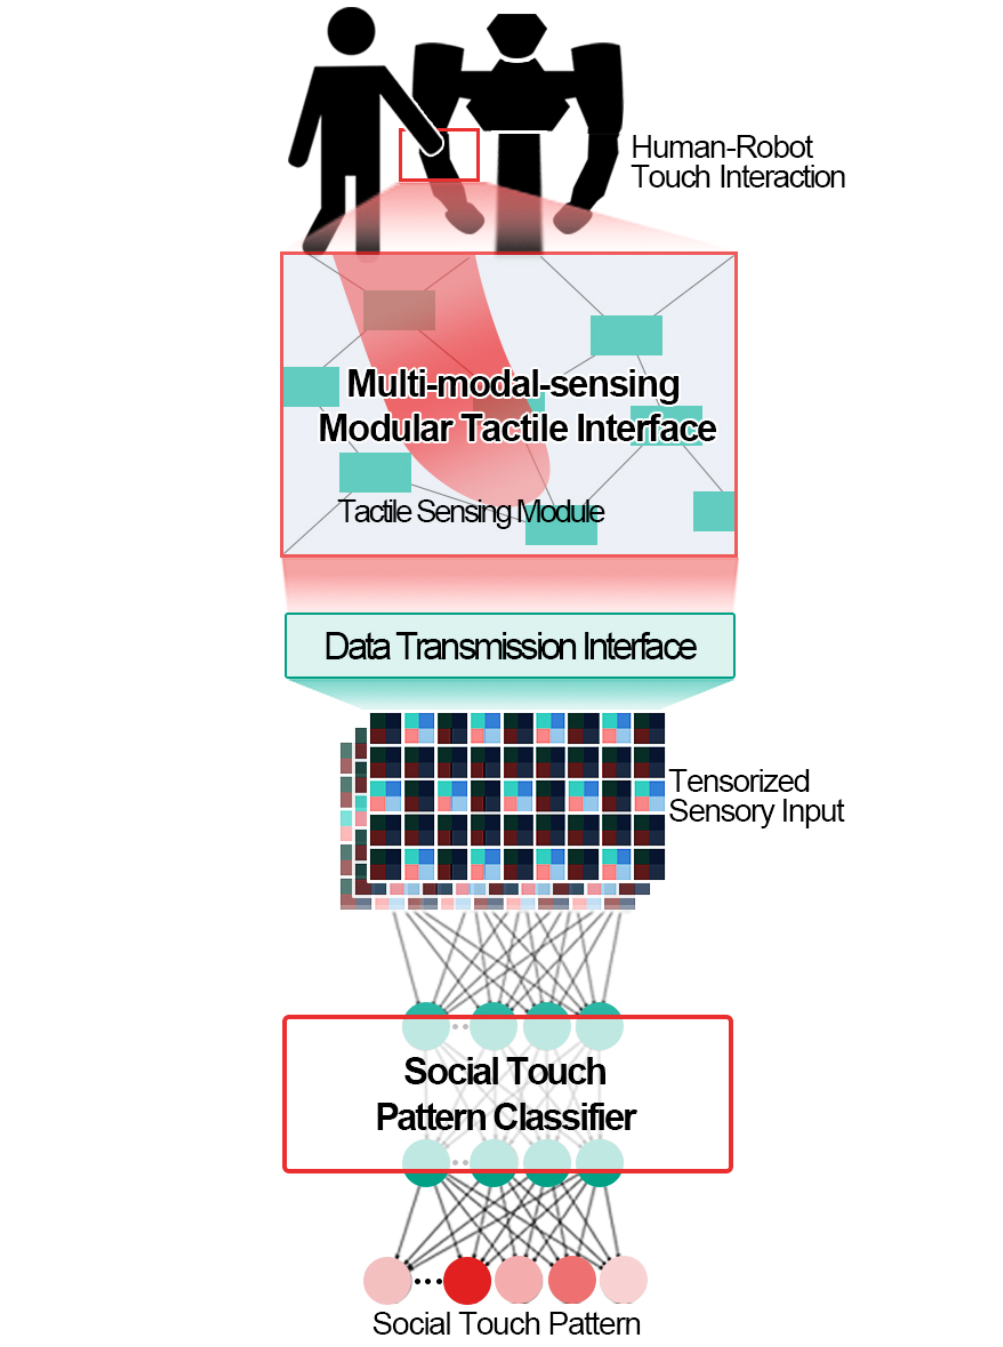 Human-Robot
Touch Interaction
Multi-modal-sensing
Modular Tactile Interface
Tactile Sensing Module
Data Transmission Interface
Tensorized
Sensory Input
Social Touch
Pattern Classifier
Social Touch Pattern